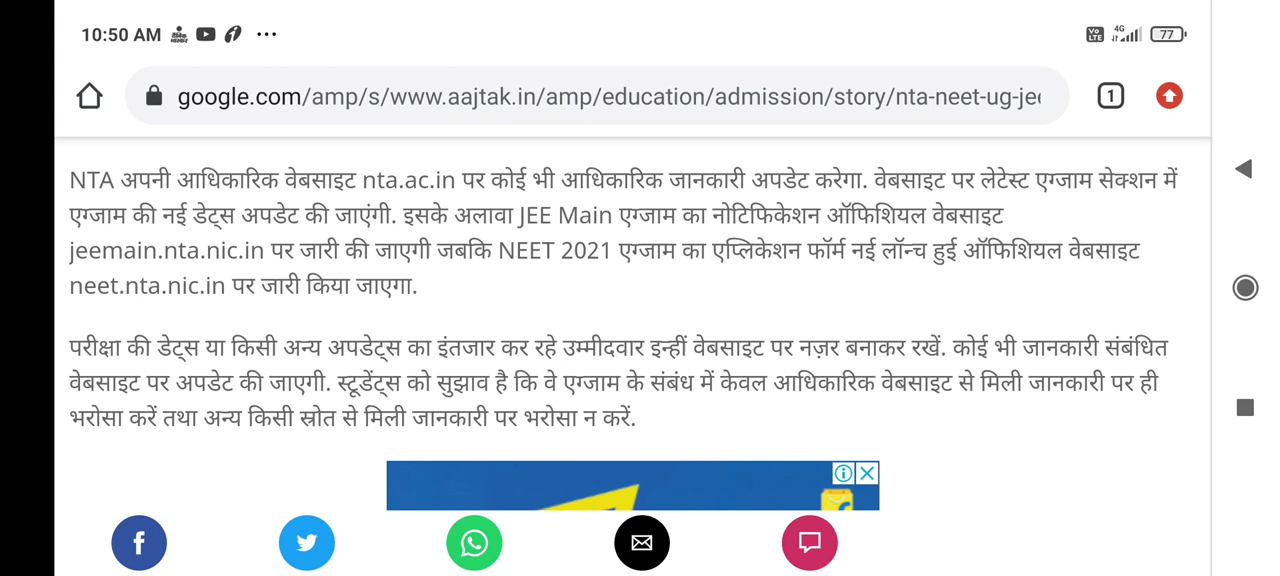 10:50 AM
4G
77
google.com/amp/s/www.aajtak.in/amp/education/admission/story/nta-neet-ug-jee
1
NTA अपनी आधिकारिक वेबसाइट nta.ac.in पर कोई भी आधिकारिक जानकारी अपडेट करेगा. वेबसाइट पर लेटेस्ट एग्जाम सेक्शन में
एग्जाम की नई डेट्स अपडेट की जाएंगी. इसके अलावा JEE Main एग्जाम का नोटिफिकेशन ऑफिशियल वेबसाइट
jeemain.nta.nic.in पर जारी की जाएगी जबकि NEET 2021 एग्जाम का एप्लिकेशन फॉर्म नई लॉन्च हुई ऑफिशियल वेबसाइट
neet.nta.nic.in पर जारी किया जाएगा.
परीक्षा की डेट्स या किसी अन्य अपडेट्स का इंतजार कर रहे उम्मीदवार इन्हीं वेबसाइट पर नज़र बनाकर रखें. कोई भी जानकारी संबंधित
वेबसाइट पर अपडेट की जाएगी. स्टूडेंट्स को सुझाव है कि वे एग्जाम के संबंध में केवल आधिकारिक वेबसाइट से मिली जानकारी पर ही
भरोसा करें तथा अन्य किसी स्रोत से मिली जानकारी पर भरोसा न करें.